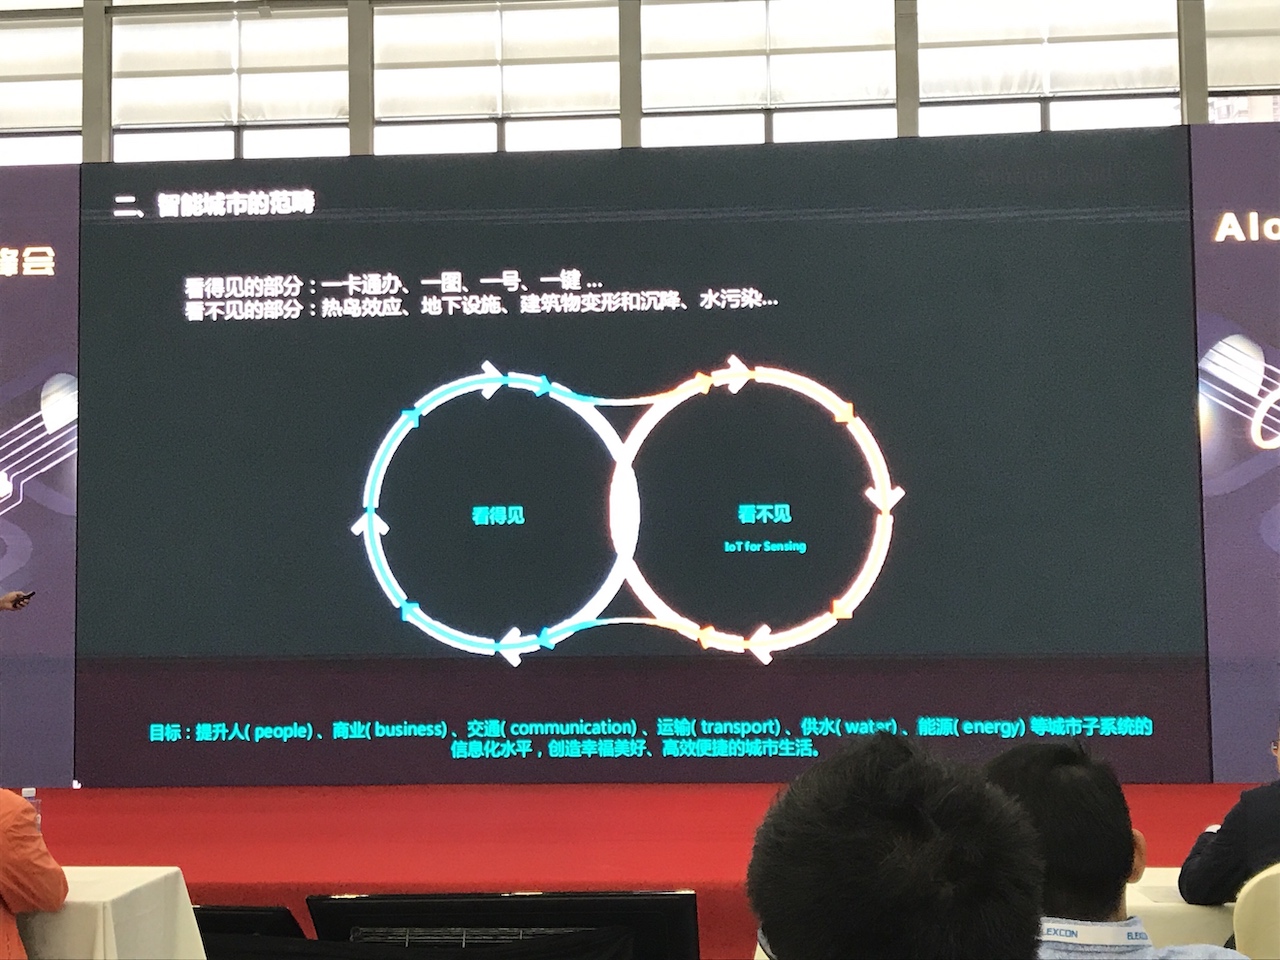 二、智能城市的范畴
峰会
AIo
看得见的部分：一卡通办、一图、一号、一键 ...
看不见的部分：热岛效应、地下设施、建筑物变形和沉降、水污染...
看得见
看不见
IoT for Sensing
目标：提升人( people) 、商业( business) 、交通( communication) 、运输( transport) 、供水( water) 、能源( energy) 等城市子系统的
信息化水平，创造幸福美好、高效便捷的城市生活。
ELEXCON ELEXC